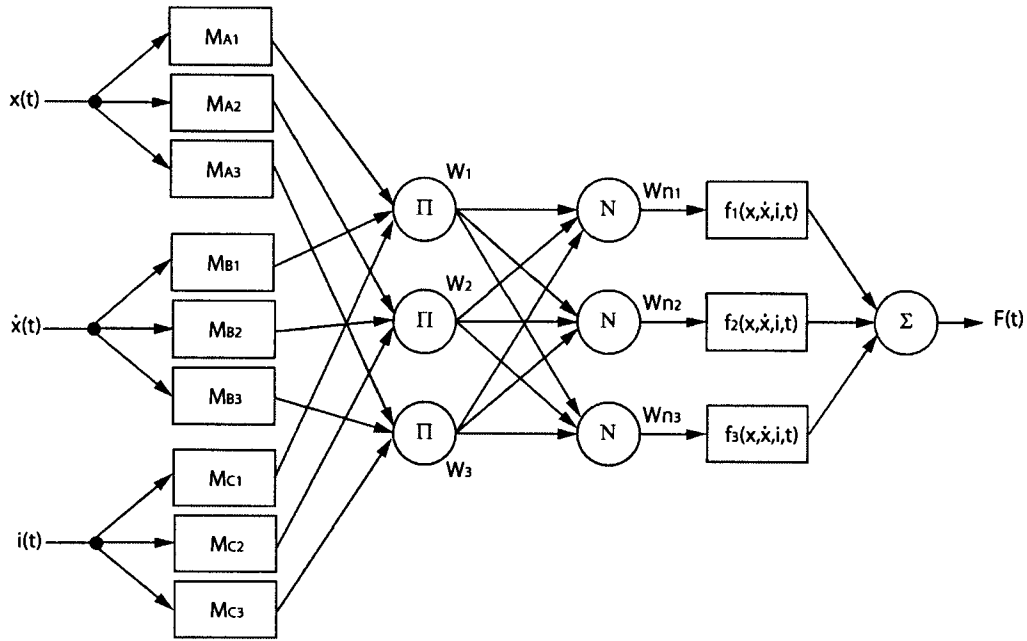 x(t)
MA1
MA2
MA3
ẋ(t)
MB1
MB2
MB3
i(t)
MC1
MC2
MC3
W1
Π
W2
Π
Π
W3
N
Wn1
N
Wn2
N
Wn3
f1(x,ẋ,i,t)
f2(x,ẋ,i,t)
f3(x,ẋ,i,t)
Σ
F(t)